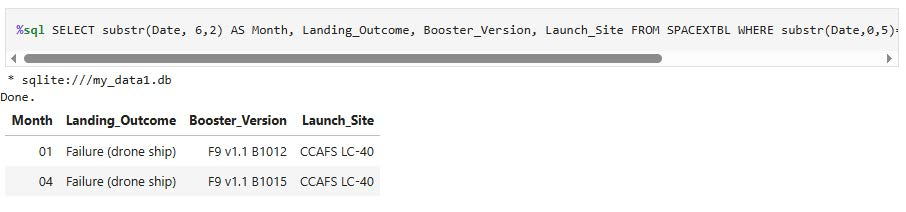 %sql SELECT substr(Date, 6,2) AS Month, Landing_Outcome, Booster_Version, Launch_Site FROM SPACEXTBL WHERE substr(Date,0,5)=
* sqlite:///my_data1.db
Done.
Month Landing_Outcome Booster_Version Launch_Site
01 Failure (drone ship) F9 v1.1 B1012 CCAFS LC-40
04 Failure (drone ship) F9 v1.1 B1015 CCAFS LC-40